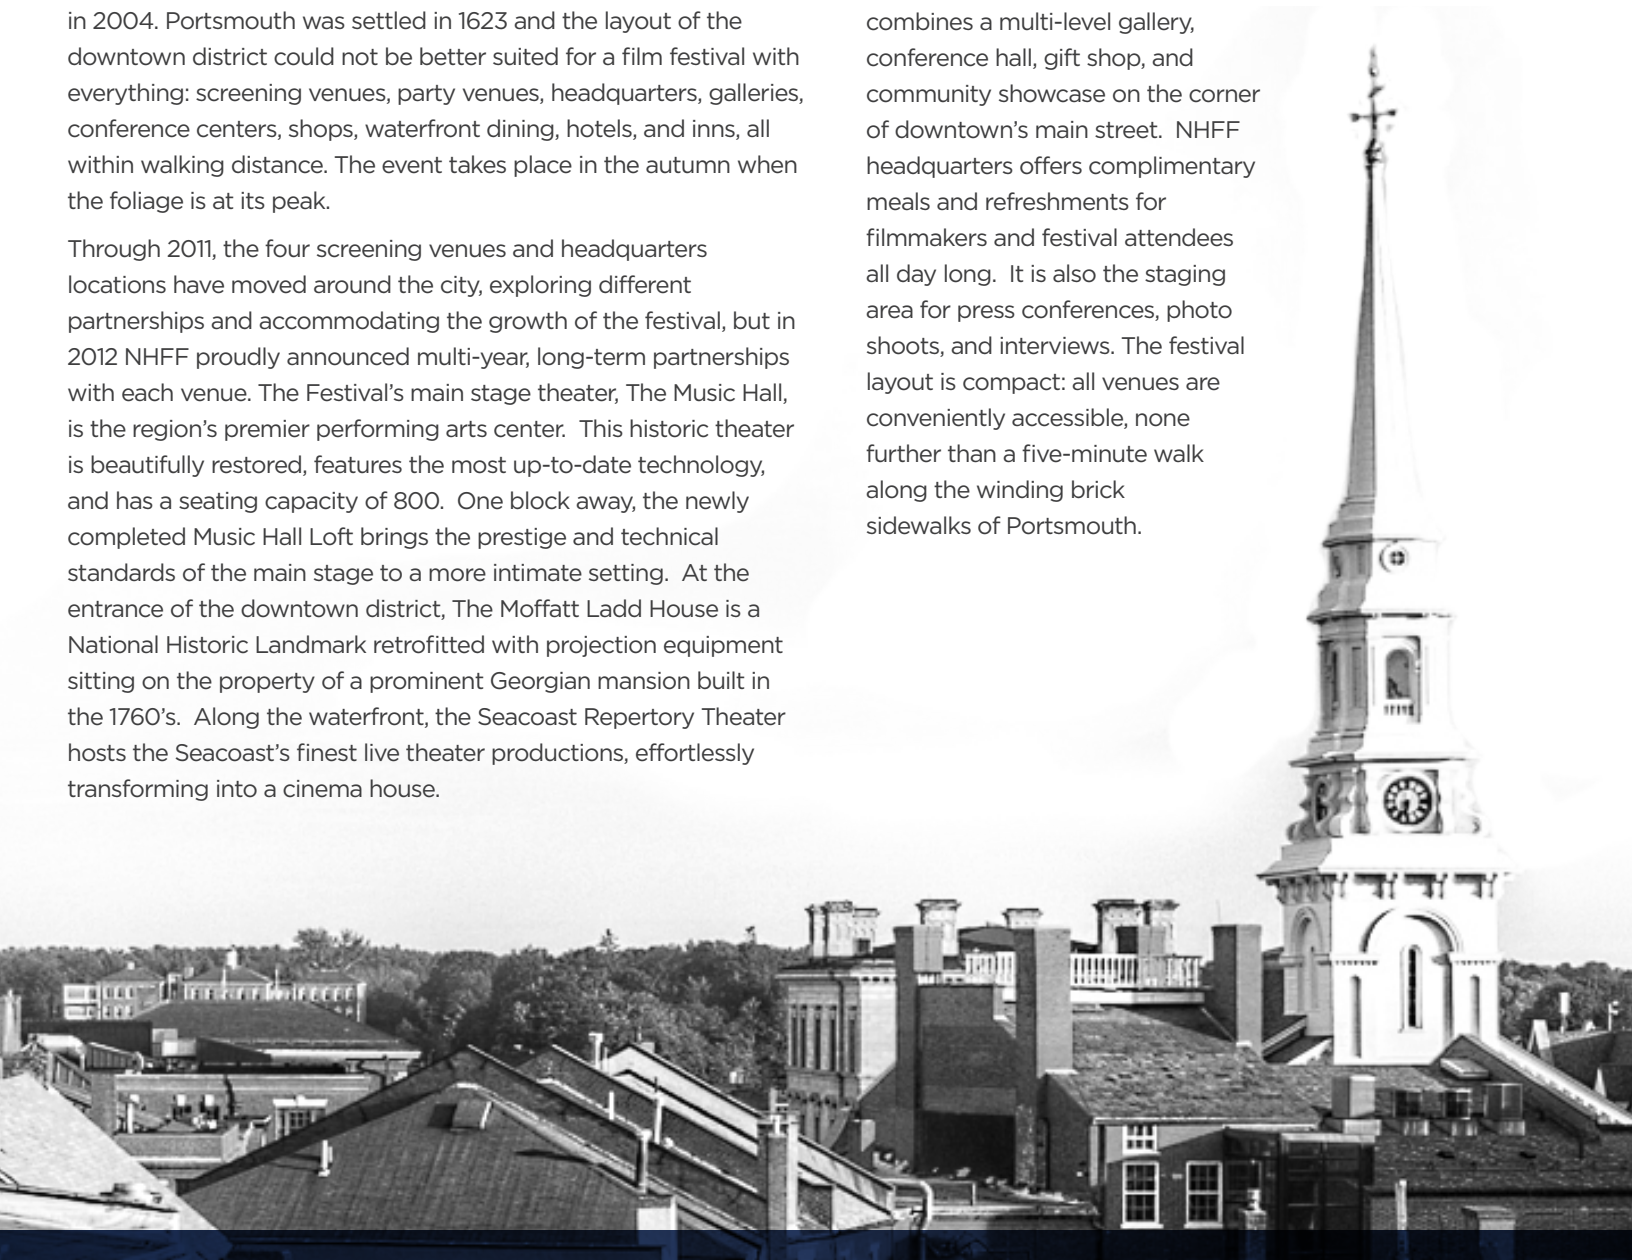 in 2004. Portsmouth was settled in 1623 and the layout of the
downtown district could not be better suited for a film festival with
everything: screening venues, party venues, headquarters, galleries,
conference centers, shops, waterfront dining, hotels, and inns, all
within walking distance. The event takes place in the autumn when
the foliage is at its peak.
Through 2011, the four screening venues and headquarters
locations have moved around the city, exploring different
partnerships and accommodating the growth of the festival, but in
2012 NHFF proudly announced multi-year, long-term partnerships
with each venue. The Festival’s main stage theater, The Music Hall,
is the region’s premier performing arts center.  This historic theater
is beautifully restored, features the most up-to-date technology,
and has a seating capacity of 800.  One block away, the newly
completed Music Hall Loft brings the prestige and technical
standards of the main stage to a more intimate setting.  At the
entrance of the downtown district, The Moffatt Ladd House is a
National Historic Landmark retrofitted with projection equipment
sitting on the property of a prominent Georgian mansion built in
the 1760’s.  Along the waterfront, the Seacoast Repertory Theater
hosts the Seacoast’s finest live theater productions, effortlessly
transforming into a cinema house.
combines a multi-level gallery,
conference hall, gift shop, and
community showcase on the corner
of downtown’s main street.  NHFF
headquarters offers complimentary
meals and refreshments for
filmmakers and festival attendees
all day long.  It is also the staging
area for press conferences, photo
shoots, and interviews. The festival
layout is compact: all venues are
conveniently accessible, none
further than a five-minute walk
along the winding brick
sidewalks of Portsmouth.